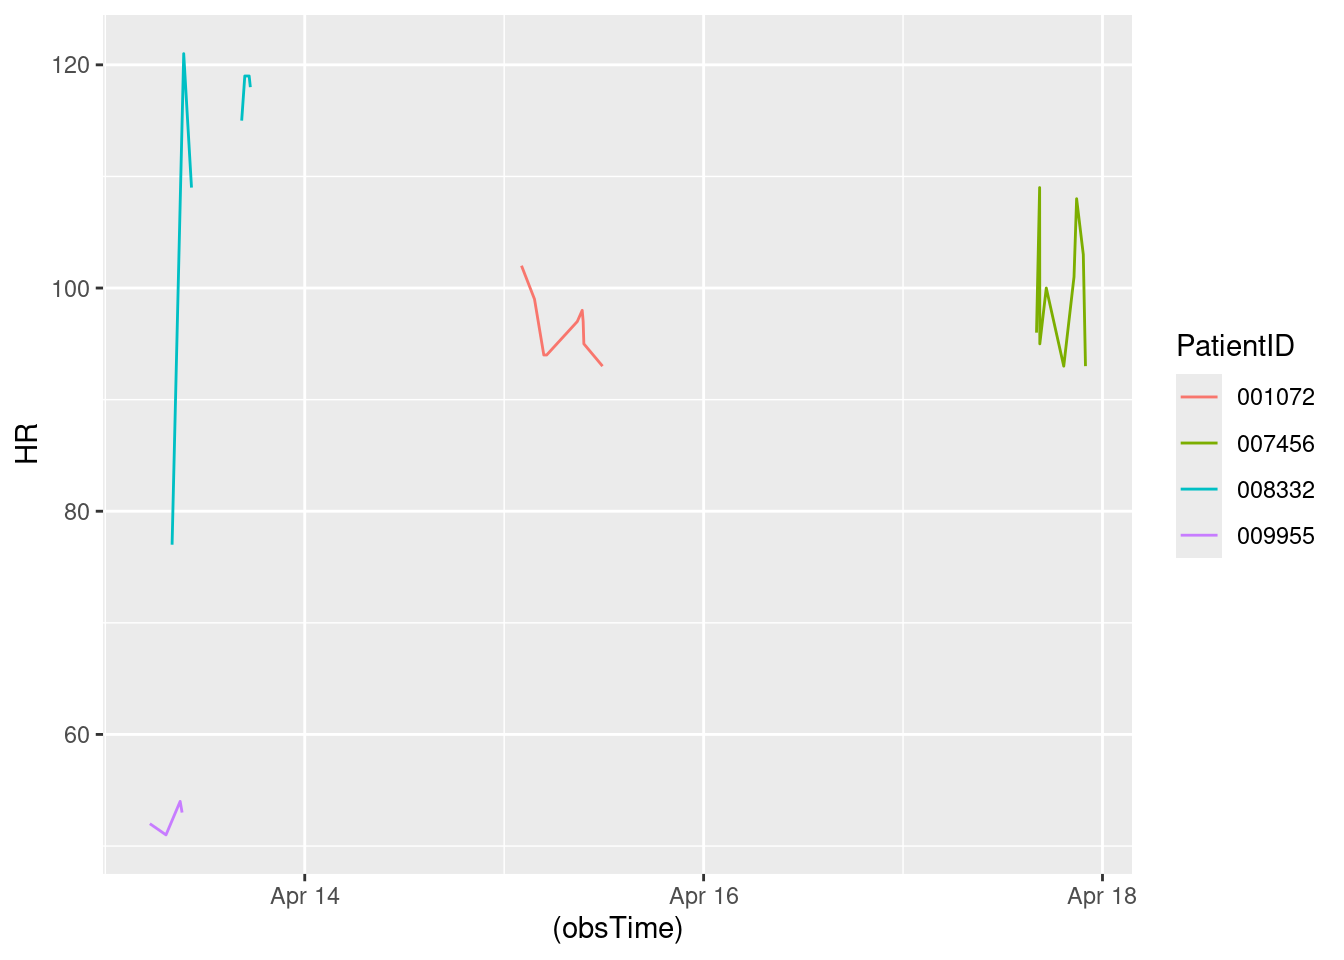 120
100
80
60
HR
Apr 14
Apr 16
Apr 18
(obsTime)
PatientID
001072
007456
008332
009955